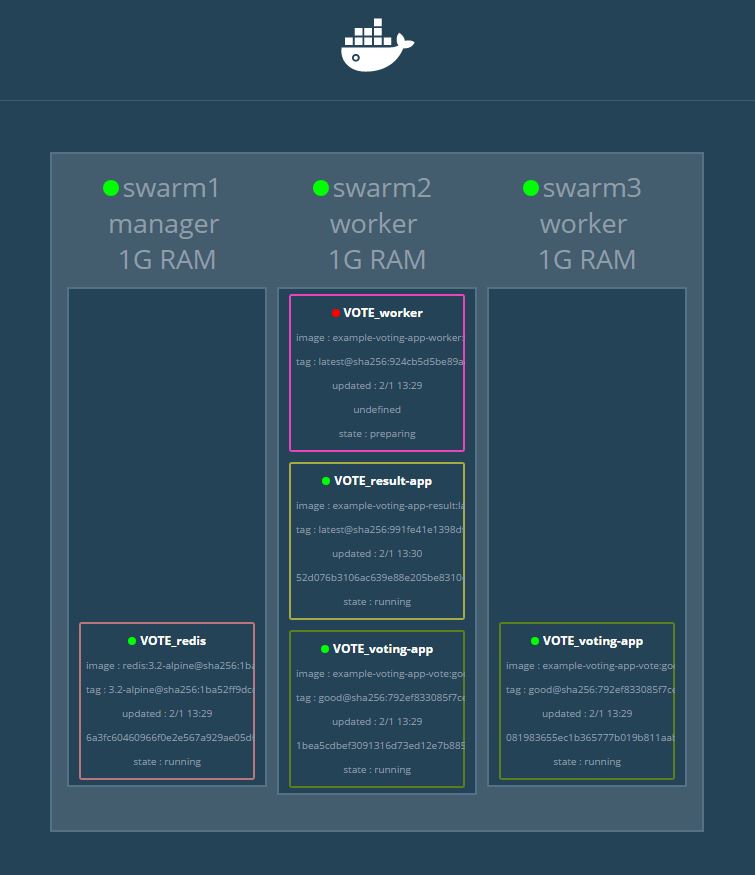 swarm1
manager
1G RAM
VOTE_redis
image : redis:3.2-alpine@sha256:1ba
tag : 3.2-alpine@sha256:1ba52ff9dc
updated : 2/1 13:29
6a3fc60460966f0e2e567a929ae05d
state : running
swarm2
worker
1G RAM
VOTE_worker
image : example-voting-app-worker:
tag : latest@sha256:924cb5d5be89a
updated : 2/1 13:29
undefined
state : preparing
VOTE_result-app
image : example-voting-app-result:la
tag : latest@sha256:991fe41e1398d
updated : 2/1 13:30
52d076b3106ac639e88e205be8310
state : running
VOTE_voting-app
image : example-voting-app-vote:go
tag : good@sha256:792ef833085f7c
updated : 2/1 13:29
1bea5cdbef3091316d73ed12e7b885
state : running
swarm3
worker
1G RAM
VOTE_voting-app
image : example-voting-app-vote:go
tag : good@sha256:792ef833085f7c
updated : 2/1 13:29
081983655ec1b365777b019b811aa
state : running